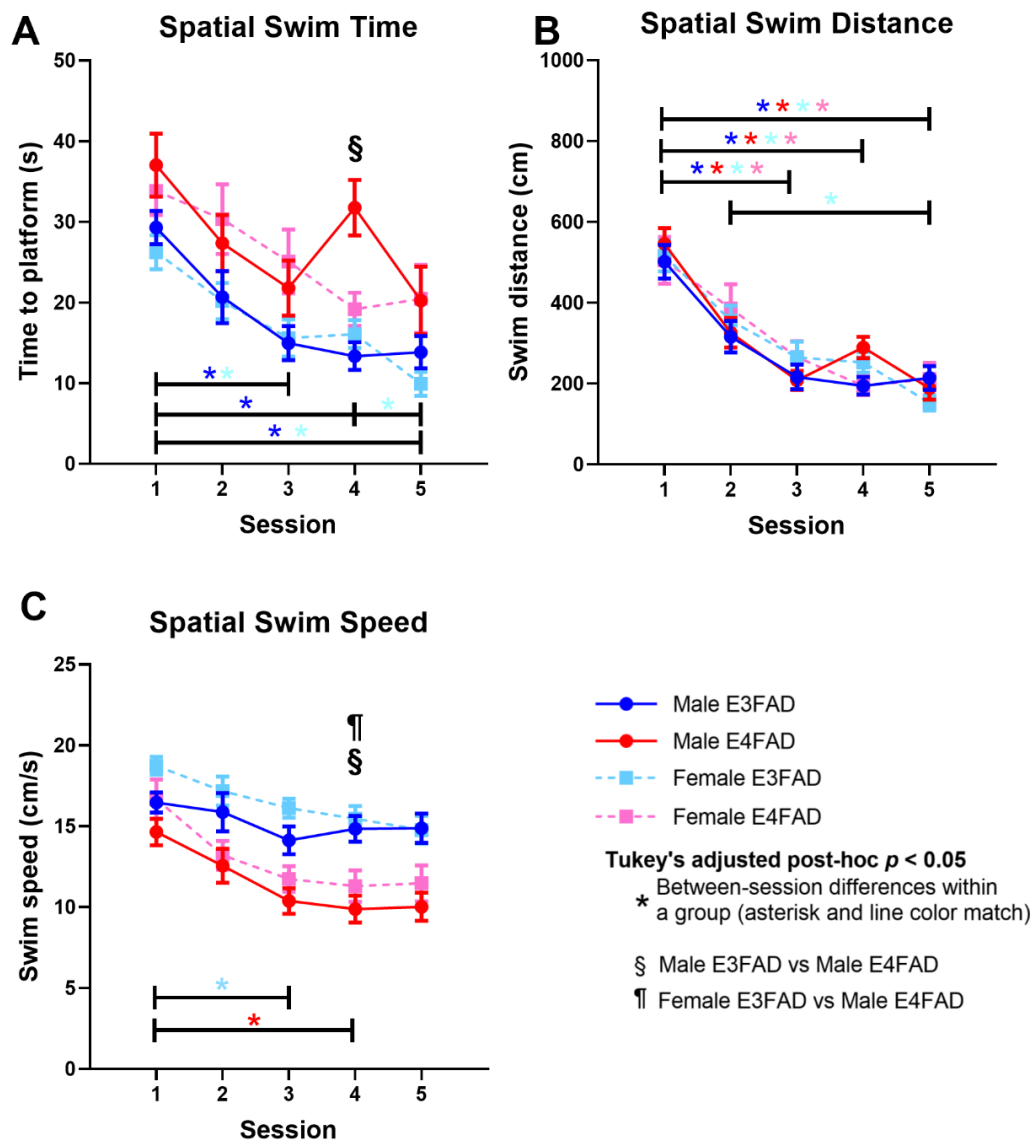 A
Spatial Swim Time
Time to platform (s)
50
40
30
20
10
0
§
* *
* *
* *
1 2 3 4 5
Session
B
Spatial Swim Distance
Swim distance (cm)
1000
800
600
400
200
0
* * * *
* * * *
* * * *
*
1 2 3 4 5
Session
C
Spatial Swim Speed
Swim speed (cm/s)
25
20
15
10
5
0
¶
§
*
*
1 2 3 4 5
Session
Male E3FAD
Male E4FAD
Female E3FAD
Female E4FAD
Tukey's adjusted post-hoc p < 0.05
* Between-session differences within
a group (asterisk and line color match)
§ Male E3FAD vs Male E4FAD
¶ Female E3FAD vs Male E4FAD